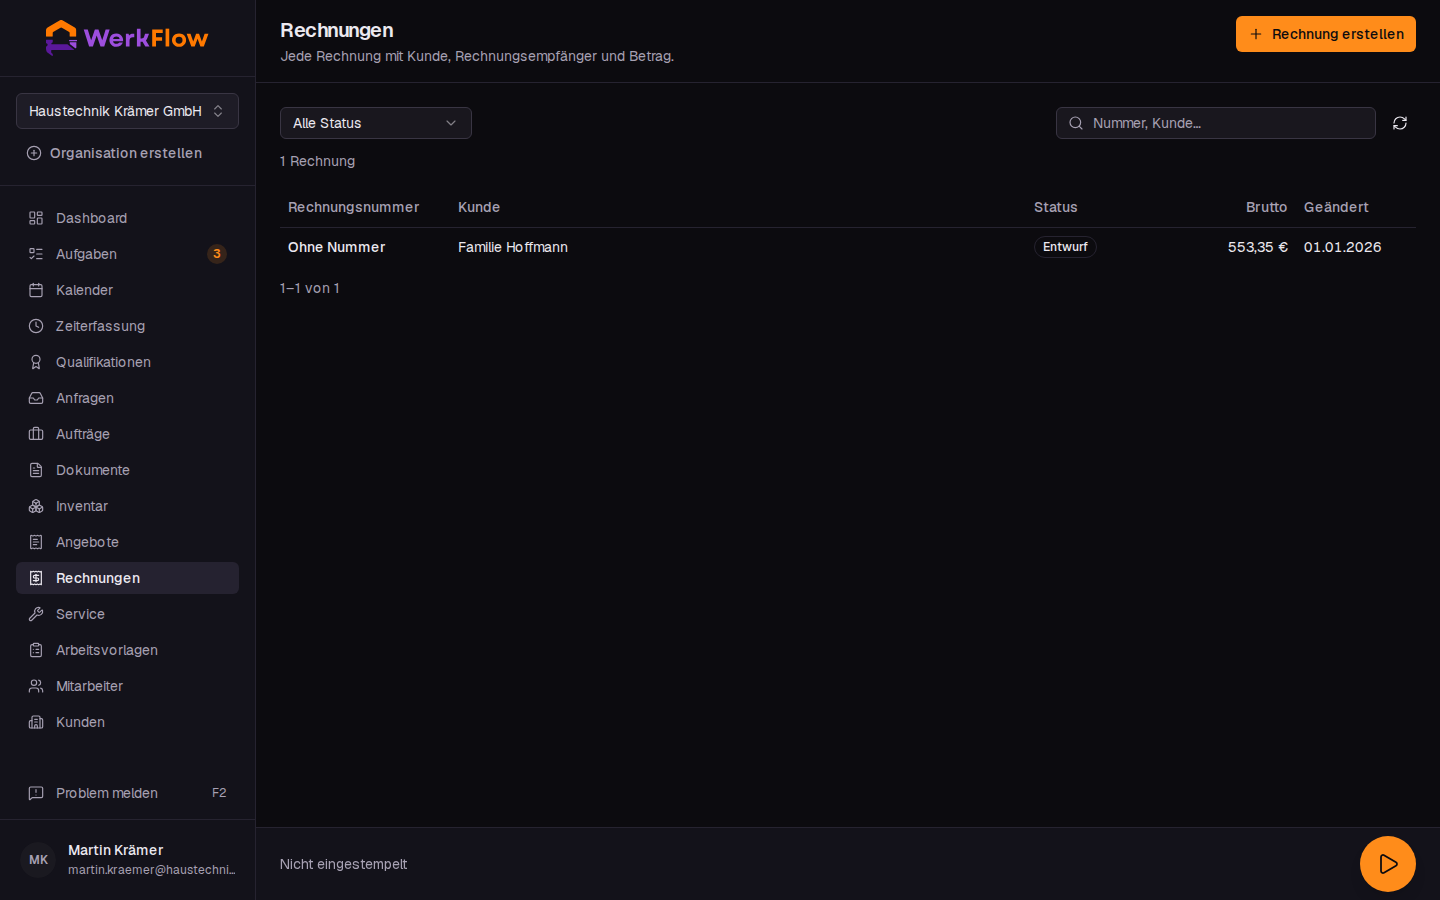 WerkFlow
Haustechnik Krämer GmbH
Organisation erstellen
Dashboard
Aufgaben 3
Kalender
Zeiterfassung
Qualifikationen
Anfragen
Aufträge
Dokumente
Inventar
Angebote
Rechnungen
Service
Arbeitsvorlagen
Mitarbeiter
Kunden
Problem melden F2
MK
Martin Krämer
martin.kraemer@haustechni...
Rechnungen
Jede Rechnung mit Kunde, Rechnungsempfänger und Betrag.
Rechnung erstellen
Alle Status
Nummer, Kunde...
1 Rechnung
Rechnungsnummer Kunde Status Brutto Geändert
Ohne Nummer Familie Hoffmann Entwurf 553,35 € 01.01.2026
1–1 von 1
Nicht eingestempelt